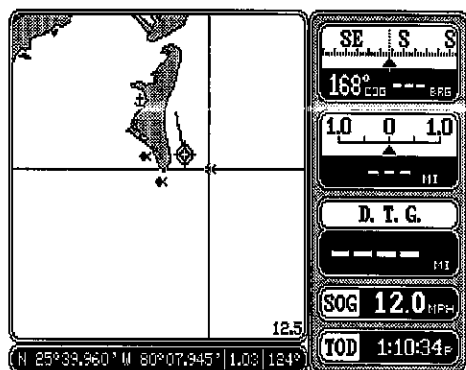 SE S S
168° COG --- BRG
1.0 0 1.0
--- MI
D. T. G.
---- MI
SOG 12.0 MPH
12.5
TOD 1:10:34P
N 25°39.960' W 80°07.945' 1.03 124°